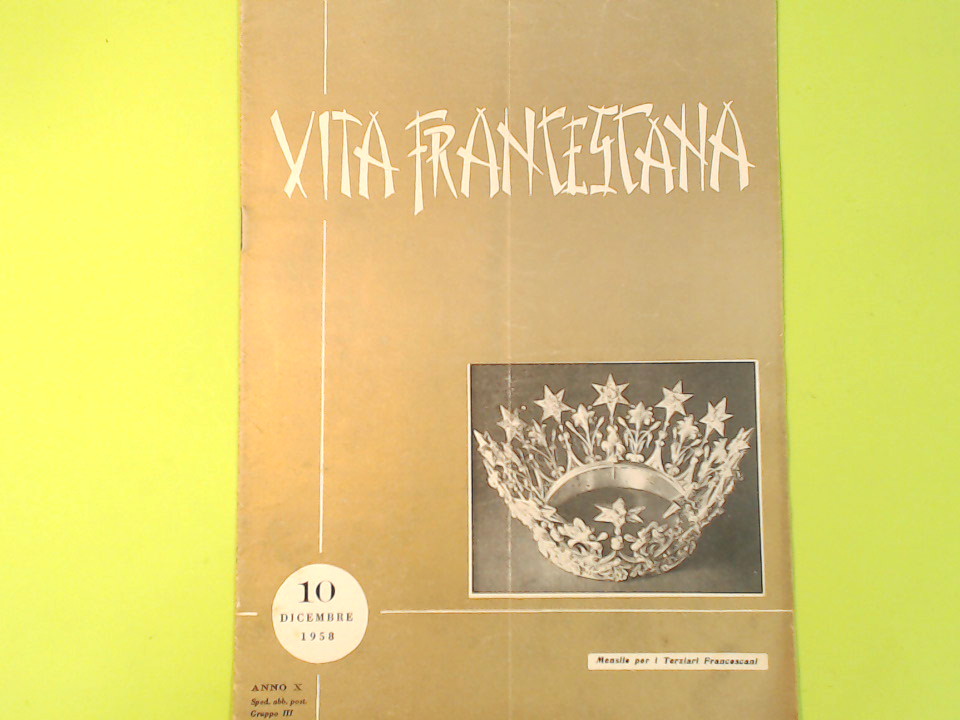 VITA FRANCESCANA
10
DICEMBRE
1958
Mensile per i Terziari Francescani
ANNO X
Sped. abb. post.
Gruppo III